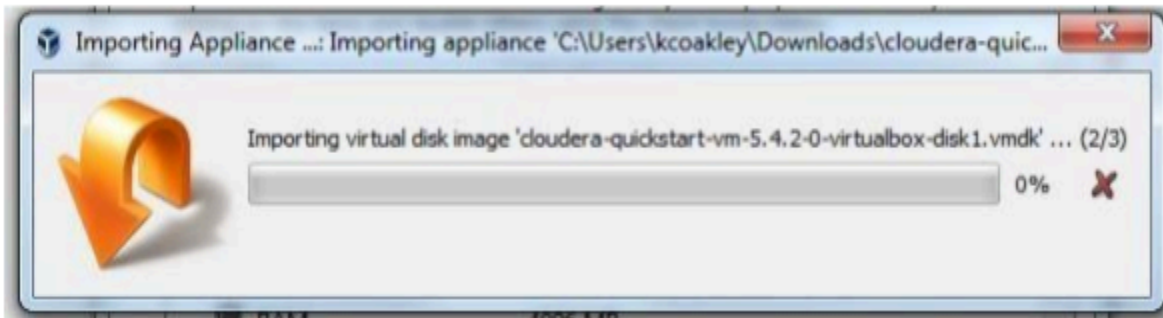 Importing Appliance ...: Importing appliance 'C:\Users\kcoakley\Downloads\cloudera-quic...
Importing virtual disk image 'cloudera-quickstart-vm-5.4.2-0-virtualbox-disk1.vmdk' ... (2/3)
0%